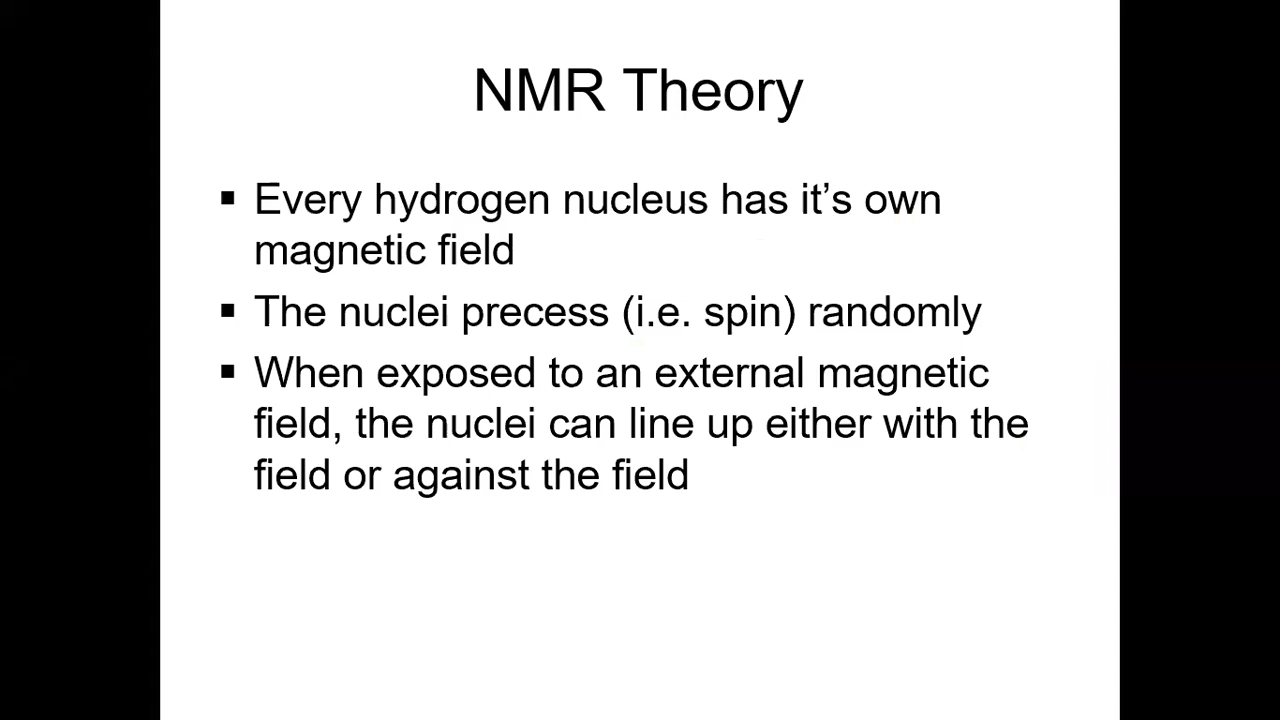 NMR Theory
▪ Every hydrogen nucleus has it’s own
magnetic field
▪ The nuclei precess (i.e. spin) randomly
▪ When exposed to an external magnetic
field, the nuclei can line up either with the
field or against the field